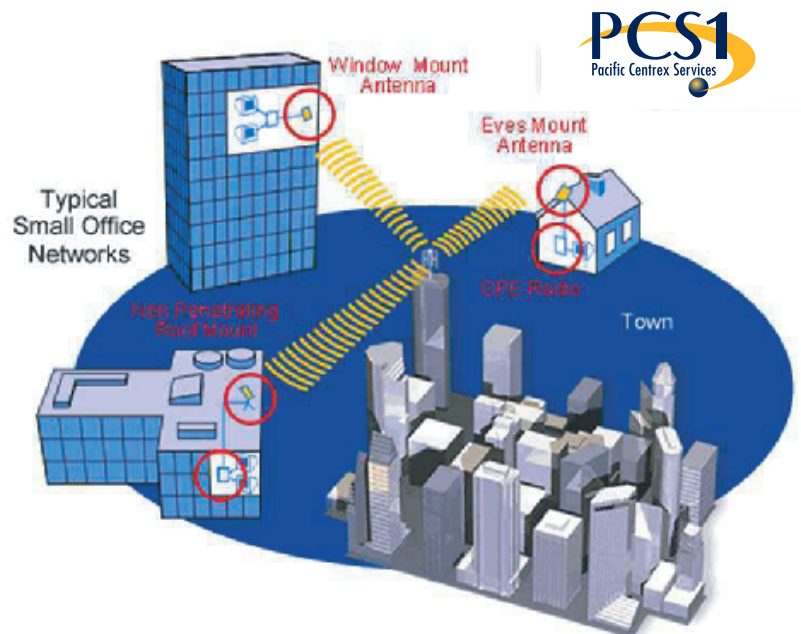 PCS1
Pacific Centrex Services
Window Mount
Antenna
Eves Mount
Antenna
Typical
Small Office
Networks
CPE Radio
Non Penetrating
Roof Mount
Town